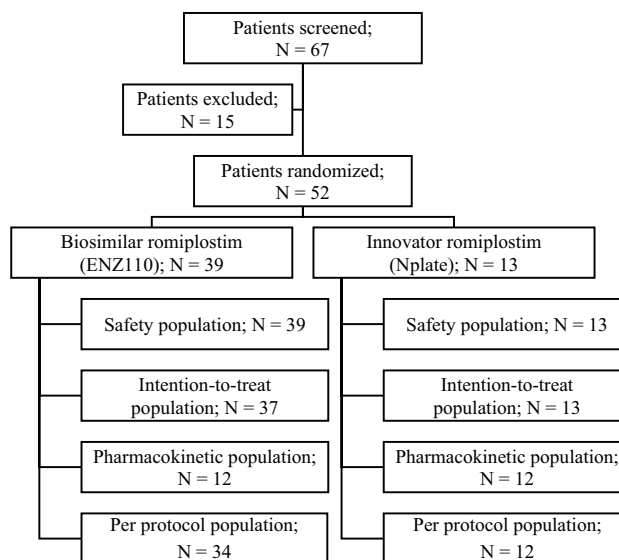 Patients screened;
N = 67
Patients excluded;
N = 15
Patients randomized;
N = 52
Biosimilar romiplostim
(ENZ110); N = 39
Innovator romiplostim
(Nplate); N = 13
Safety population; N = 39
Safety population; N = 13
Intention-to-treat
population; N = 37
Intention-to-treat
population; N = 13
Pharmacokinetic population;
N = 12
Pharmacokinetic population;
N = 12
Per protocol population;
N = 34
Per protocol population;
N = 12